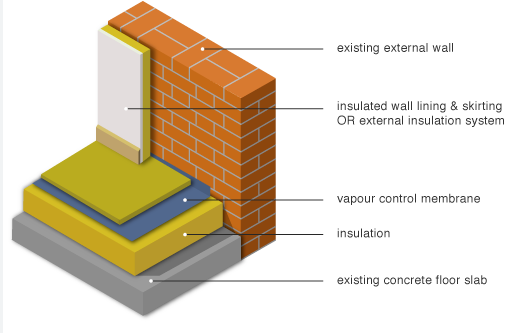 existing external wall
insulated wall lining & skirting
OR external insulation system
vapour control membrane
insulation
existing concrete floor slab